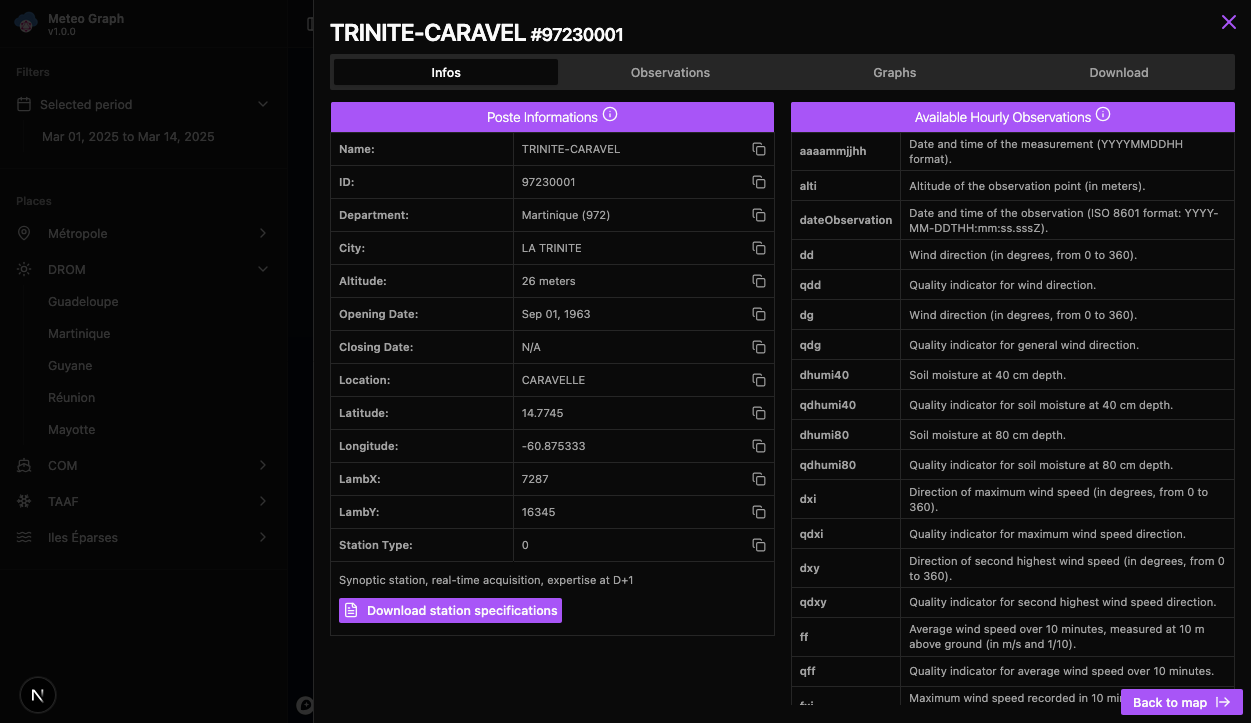 Meteo Graph
v1.0.0
Filters
Selected period
Mar 01, 2025 to Mar 14, 2025
Places
Métropole
DROM
Guadeloupe
Martinique
Guyane
Réunion
Mayotte
COM
TAAF
Iles Éparses
N
TRINITE-CARAVEL #97230001
Infos
Observations
Graphs
Download
Poste Informations
Name: TRINITE-CARAVEL
ID: 97230001
Department: Martinique (972)
City: LA TRINITE
Altitude: 26 meters
Opening Date: Sep 01, 1963
Closing Date: N/A
Location: CARAVELLE
Latitude: 14.7745
Longitude: -60.875333
LambX: 7287
LambY: 16345
Station Type: 0
Synoptic station, real-time acquisition, expertise at D+1
Download station specifications
Available Hourly Observations
aaaammjjhh Date and time of the measurement (YYYYMMDDHH
format).
alti Altitude of the observation point (in meters).
dateObservation Date and time of the observation (ISO 8601 format: YYYY-
MM-DDTHH:mm:ss.sssZ).
dd Wind direction (in degrees, from 0 to 360).
qdd Quality indicator for wind direction.
dg Wind direction (in degrees, from 0 to 360).
qdg Quality indicator for general wind direction.
dhumi40 Soil moisture at 40 cm depth.
qdhumi40 Quality indicator for soil moisture at 40 cm depth.
dhumi80 Soil moisture at 80 cm depth.
qdhumi80 Quality indicator for soil moisture at 80 cm depth.
dxi Direction of maximum wind speed (in degrees, from 0 to
360).
qdxi Quality indicator for maximum wind speed direction.
dxy Direction of second highest wind speed (in degrees, from 0
to 360).
qdxy Quality indicator for second highest wind speed direction.
ff Average wind speed over 10 minutes, measured at 10 m
above ground (in m/s and 1/10).
qff Quality indicator for average wind speed over 10 minutes.
Maximum wind speed recorded in 10
Back to map